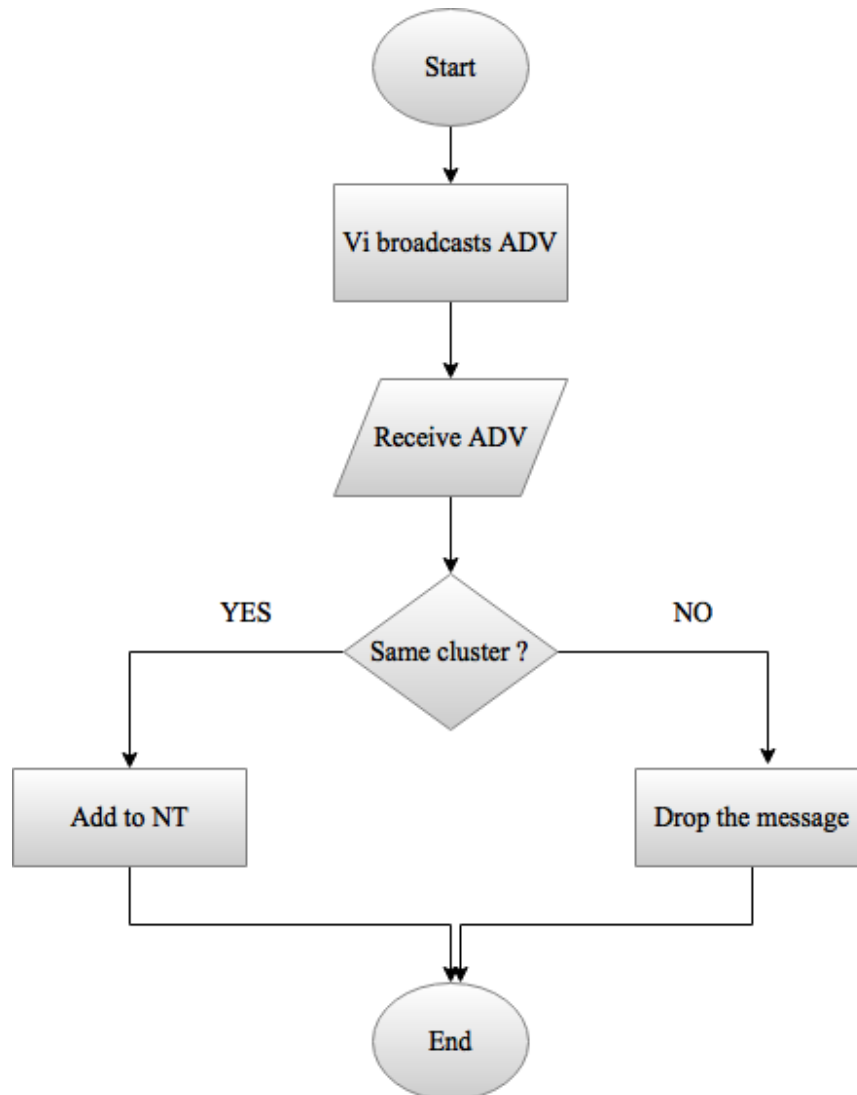 Start
Vi broadcasts ADV
Receive ADV
YES
NO
Same cluster ?
Add to NT
Drop the message
End